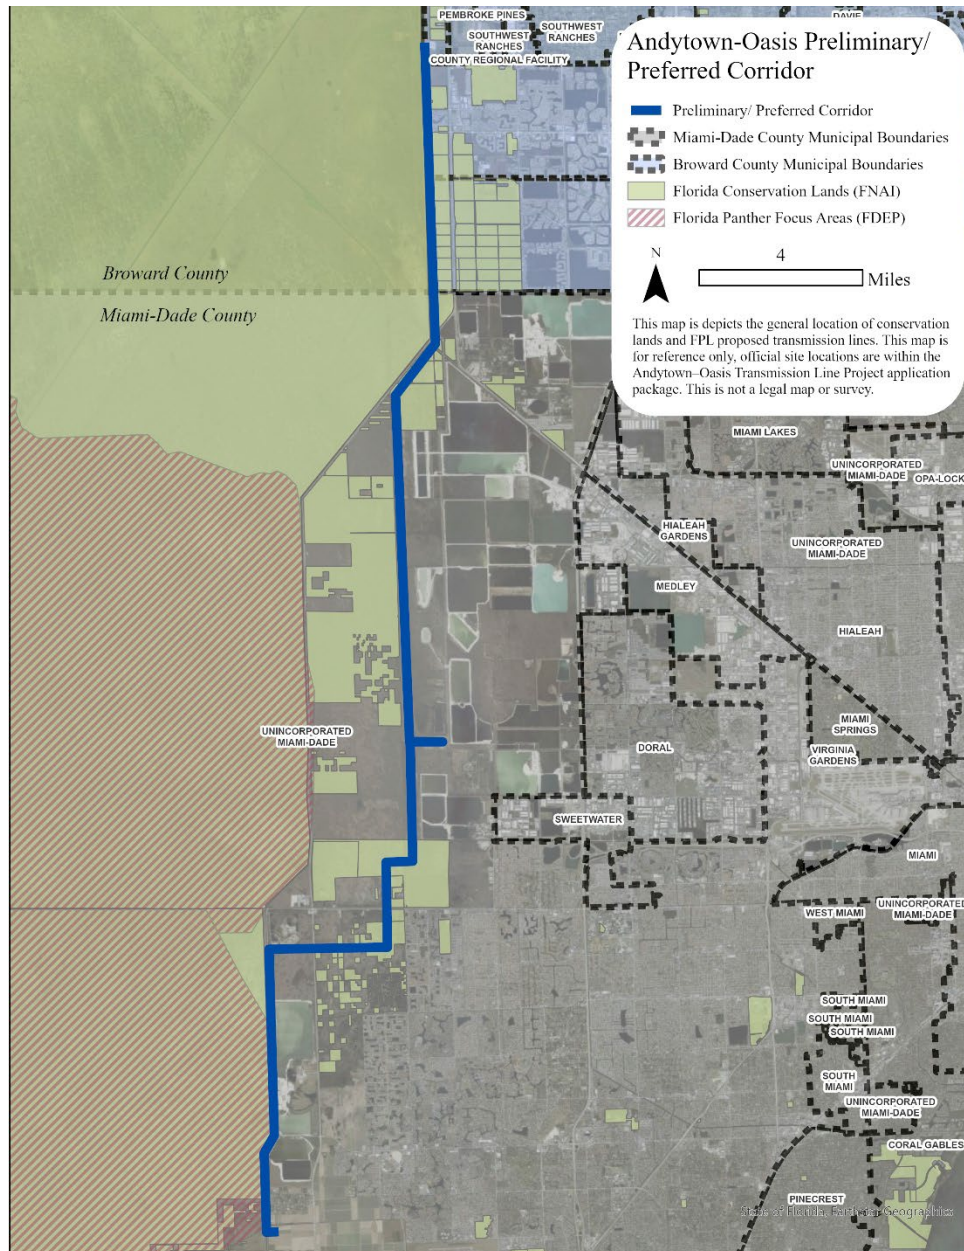 PEMBROKE PINES
SOUTHWEST
RANCHES
SOUTHWEST
RANCHES
DAVIE
COUNTY REGIONAL FACILITY
Andytown-Oasis Preliminary/
Preferred Corridor
Preliminary/ Preferred Corridor
Miami-Dade County Municipal Boundaries
Broward County Municipal Boundaries
Florida Conservation Lands (FNAI)
Florida Panther Focus Areas (FDEP)
N
4
Miles
This map is depicts the general location of conservation
lands and FPL proposed transmission lines. This map is
for reference only, official site locations are within the
Andytown–Oasis Transmission Line Project application
package. This is not a legal map or survey.
Broward County
Miami-Dade County
MIAMI LAKES
UNINCORPORATED
MIAMI-DADE
OPA-LOCK
HIALEAH
GARDENS
UNINCORPORATED
MIAMI-DADE
MEDLEY
HIALEAH
UNINCORPORATED
MIAMI-DADE
MIAMI
SPRINGS
DORAL
VIRGINIA
GARDENS
SWEETWATER
MIAMI
WEST MIAMI
UNINCORPORATED
MIAMI-DADE
SOUTH MIAMI
SOUTH MIAMI
SOUTH MIAMI
SOUTH
MIAMI
UNINCORPORATED
MIAMI-DADE
CORAL GABLES
PINECREST
State of Florida, Earthstar Geographics